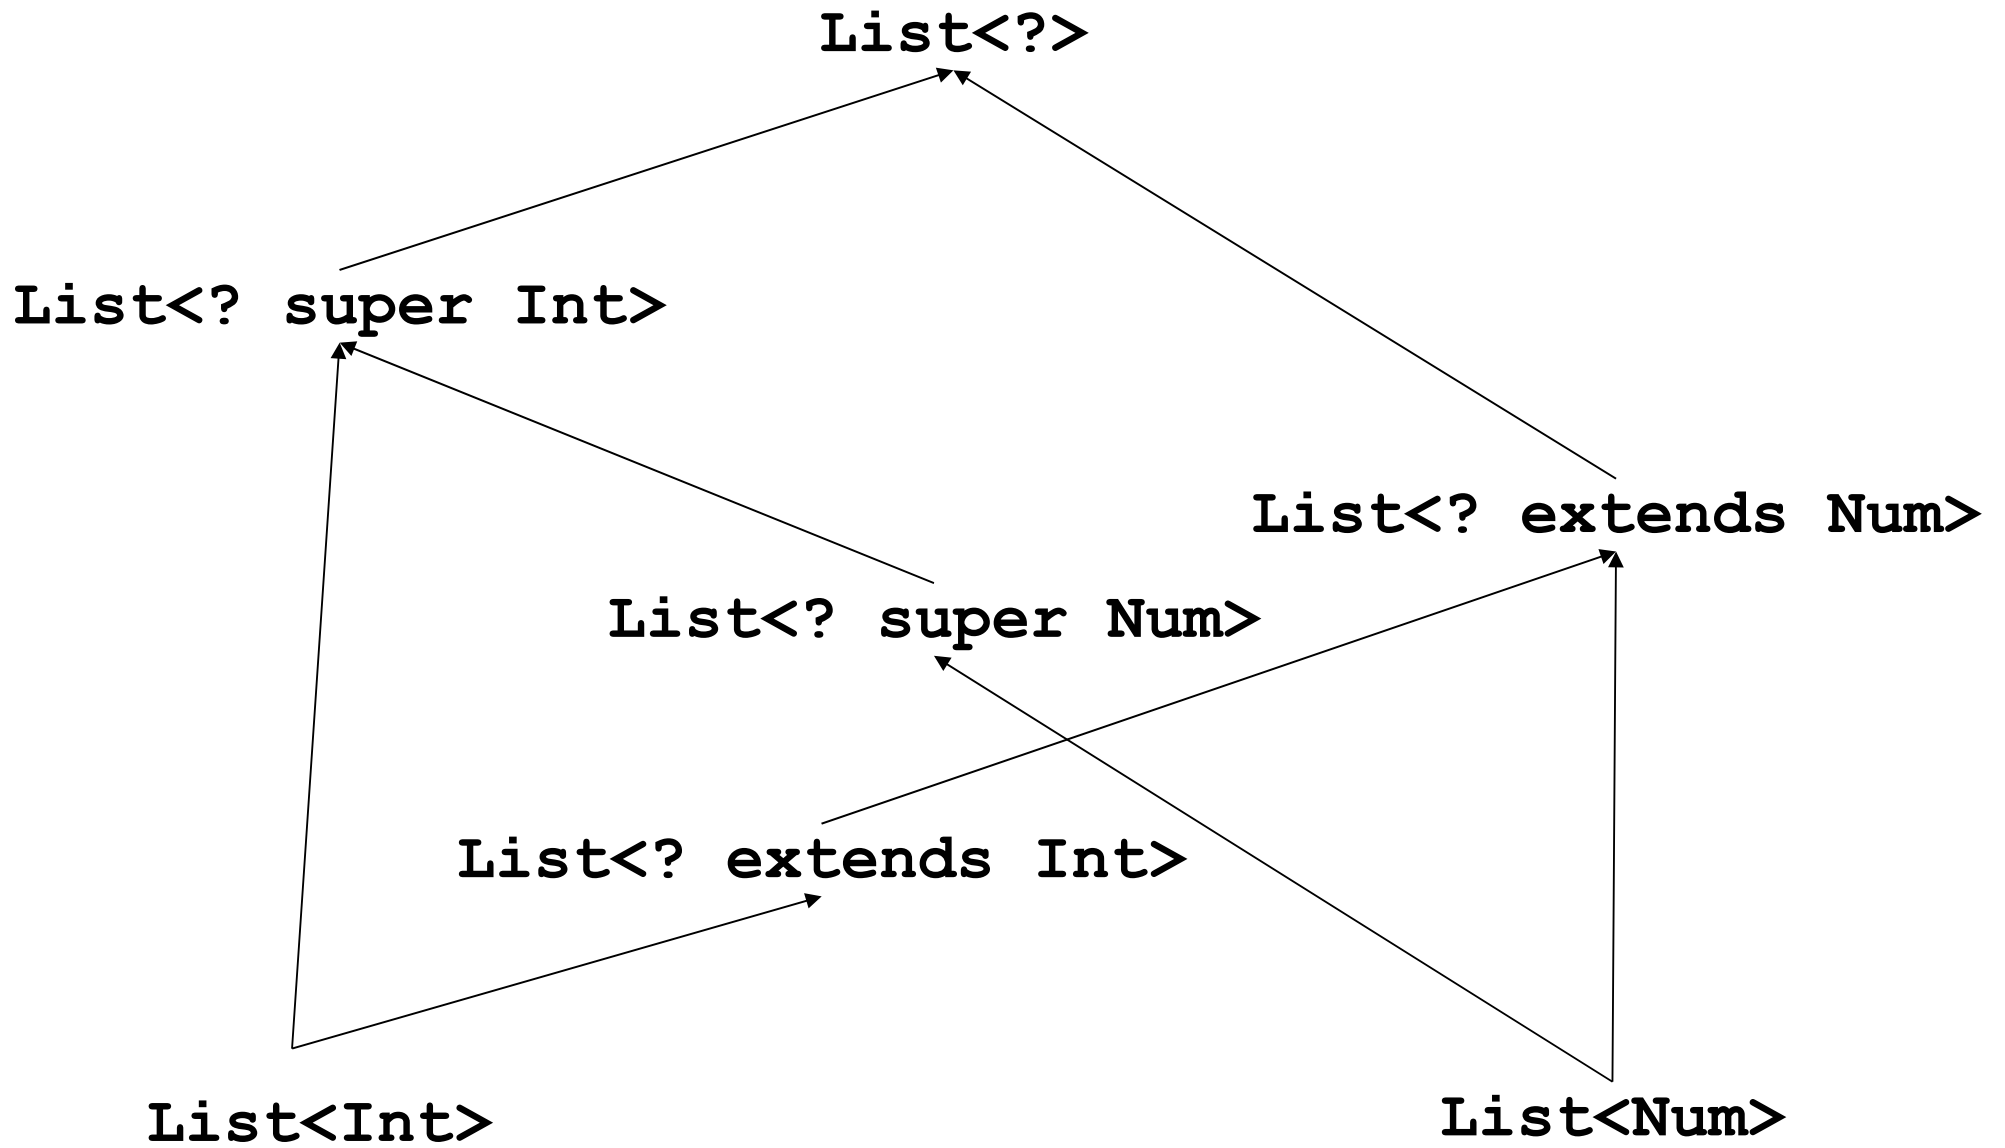 List<?>
List<? super Int>
List<? extends Num>
List<? super Num>
List<? extends Int>
List<Int>
List<Num>